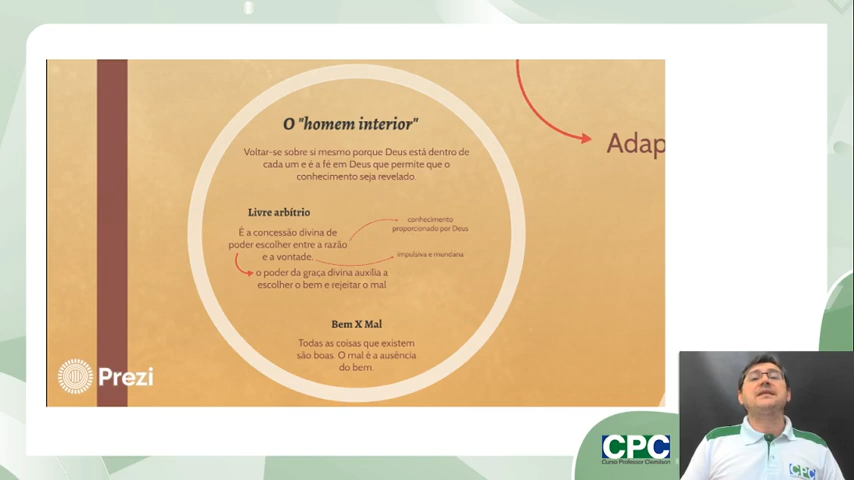 O "homem interior"
Voltar-se sobre si mesmo porque Deus está dentro de
cada um e é a fé em Deus que permite que o
conhecimento seja revelado.
Livre arbítrio
É a concessão divina de
poder escolher entre a razão
e a vontade.
conhecimento
proporcionado por Deus
impulsiva e mundana
o poder da graça divina auxilia a
escolher o bem e rejeitar o mal
Bem X Mal
Todas as coisas que existem
são boas. O mal é a ausência
do bem.
Adap
Prezi
CPC
Curso Professor Clemilson
CPC